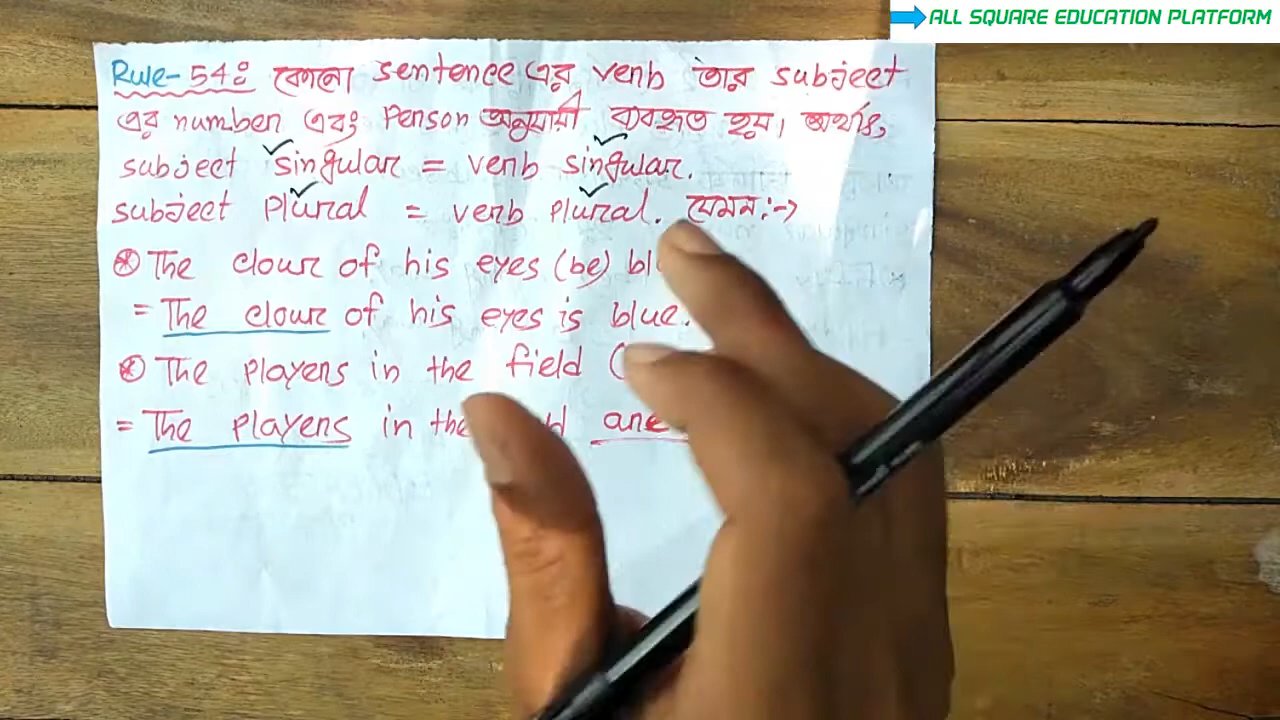 ALL SQUARE EDUCATION PLATFORM
Rule-54: কোনো sentence এর verb তার subject
এর number এবং Person অনুযায়ী ব্যবহৃত হয়। অর্থাৎ,
subject singular = verb singular.
subject Plural = verb plural. যেমন:->
The clour of his eyes (be)
= The clour of his eyes is blue.
The players in the field (
= The players in the are